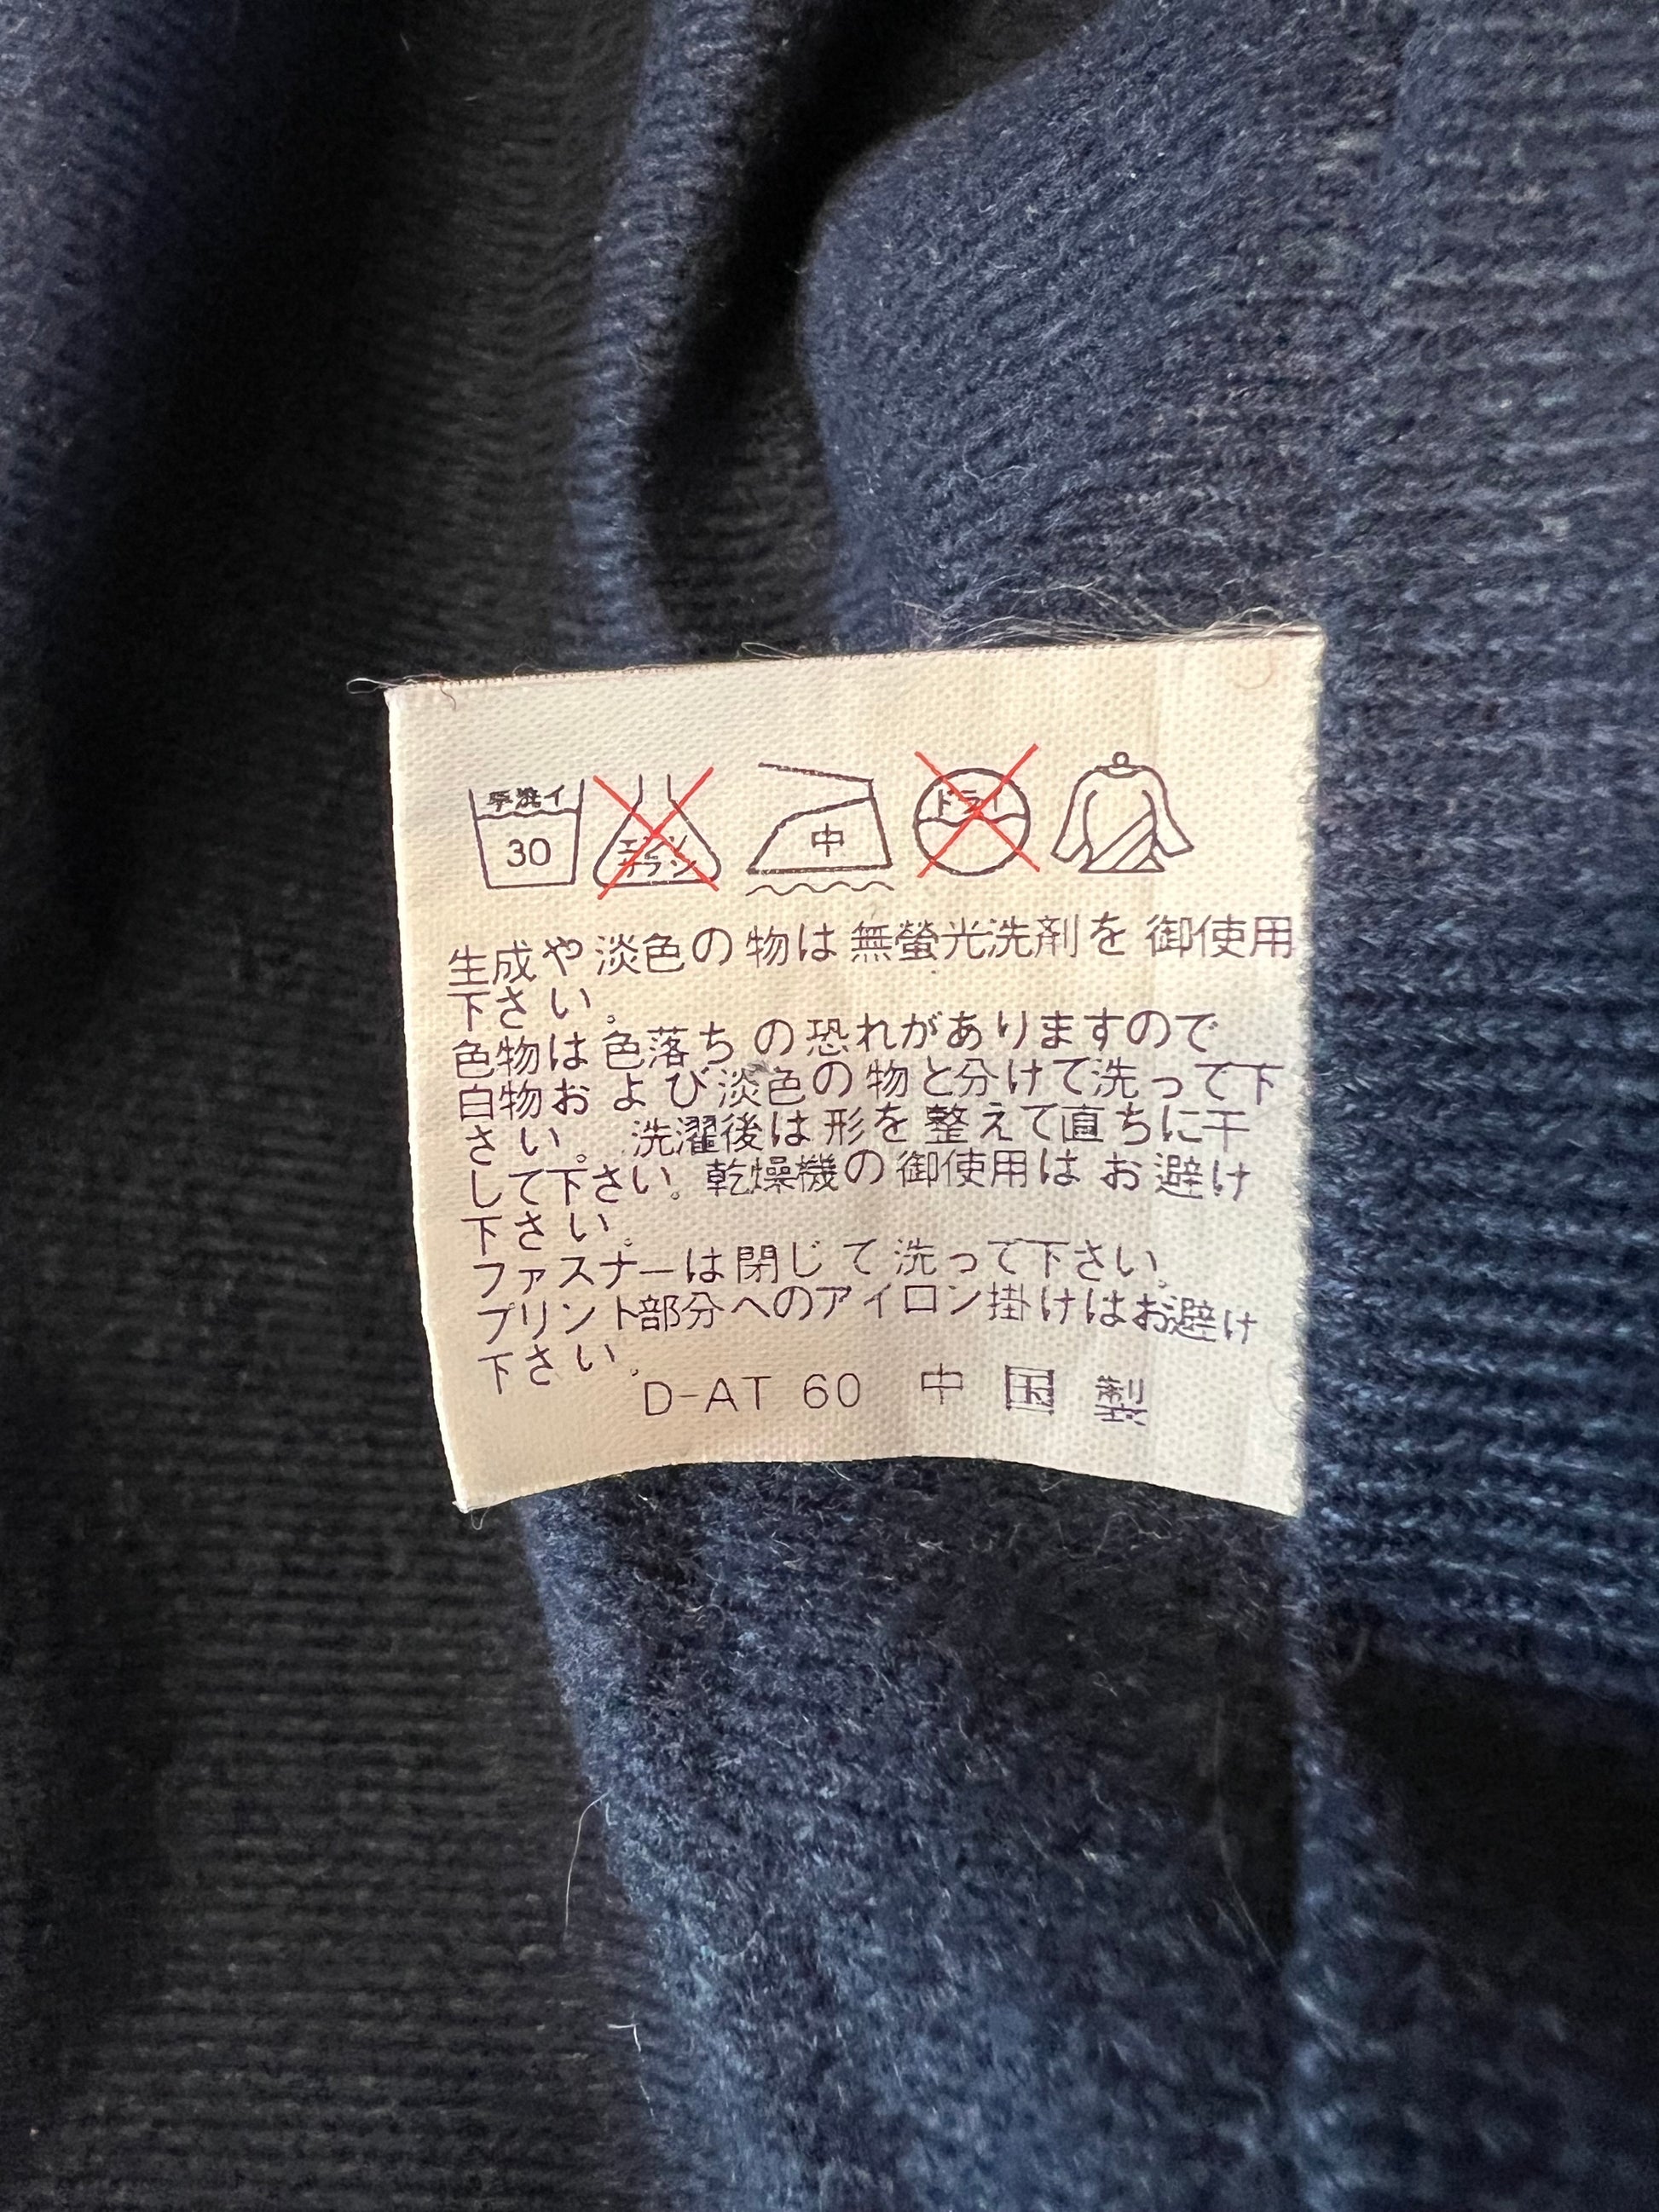 手洗イ
30
エンソ
サラシ
中
ドライ
生成や淡色の物は無螢光洗剤を御使用
下さい。
色物は色落ちの恐れがありますので
白物および淡色の物と分けて洗って下
さい。洗濯後は形を整えて直ちに干
して下さい。乾燥機の御使用はお避け
下さい。
ファスナーは閉じて洗って下さい。
プリント部分へのアイロン掛けはお避け
下さい。
D-AT 60 中国製